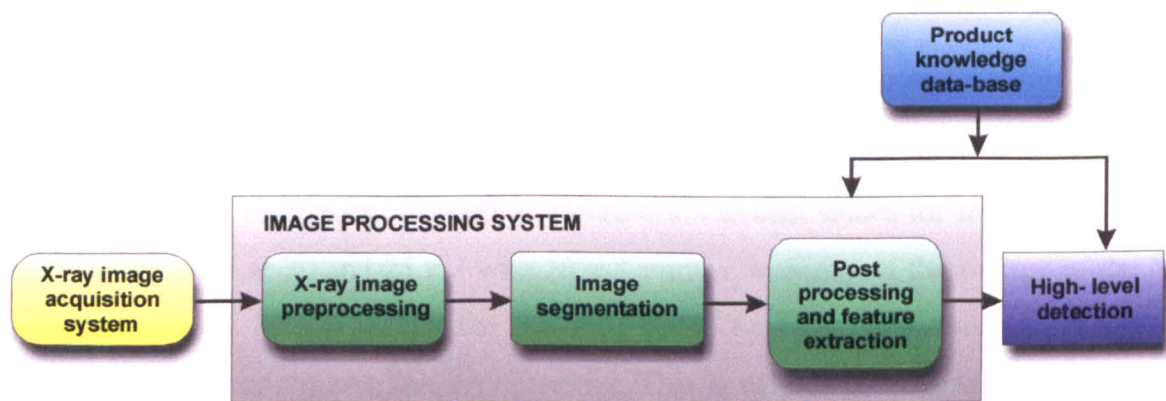 Product
knowledge
data-base
IMAGE PROCESSING SYSTEM
X-ray image
acquisition
system
X-ray image
preprocessing
Image
segmentation
Post
processing
and feature
extraction
High- level
detection